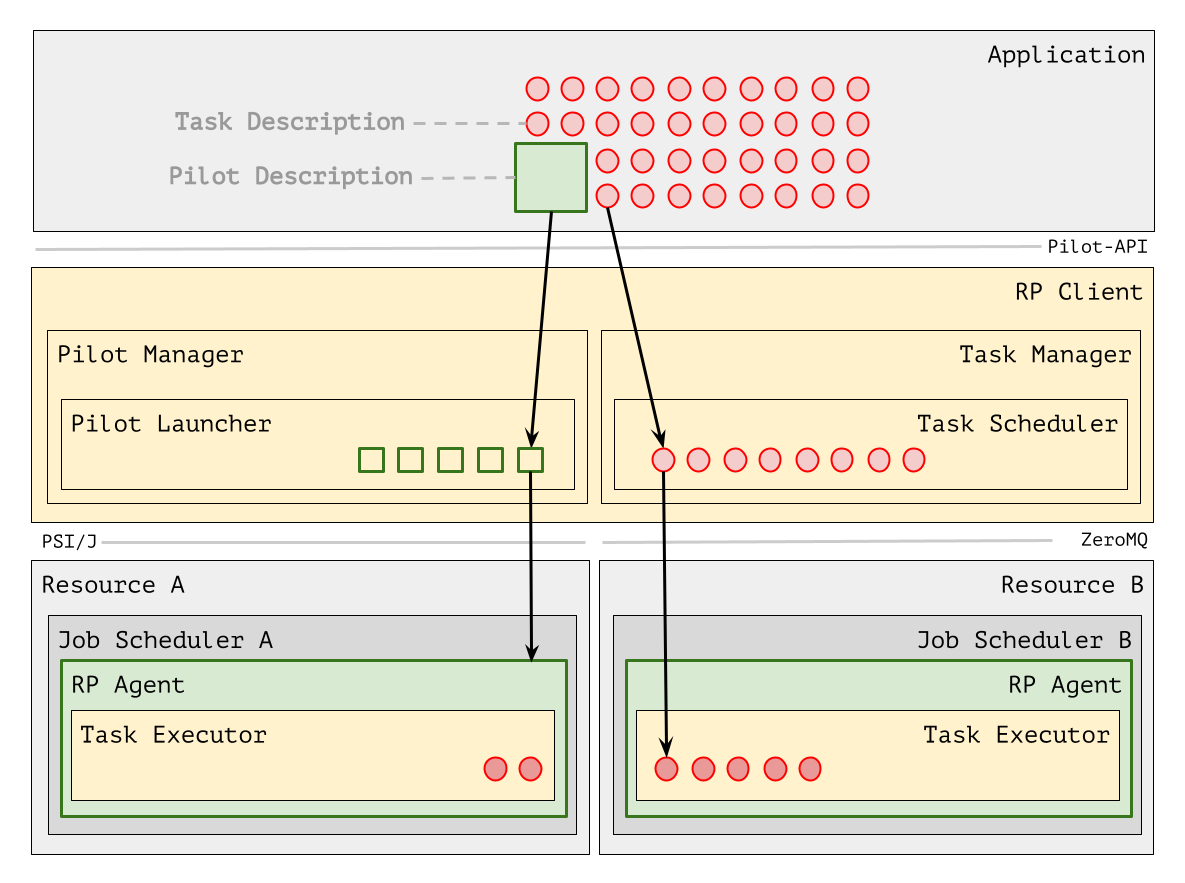 Application
Task Description
Pilot Description
Pilot-API
RP Client
Pilot Manager
Task Manager
Pilot Launcher
Task Scheduler
PSI/J
ZeroMQ
Resource A
Resource B
Job Scheduler A
Job Scheduler B
RP Agent
RP Agent
Task Executor
Task Executor